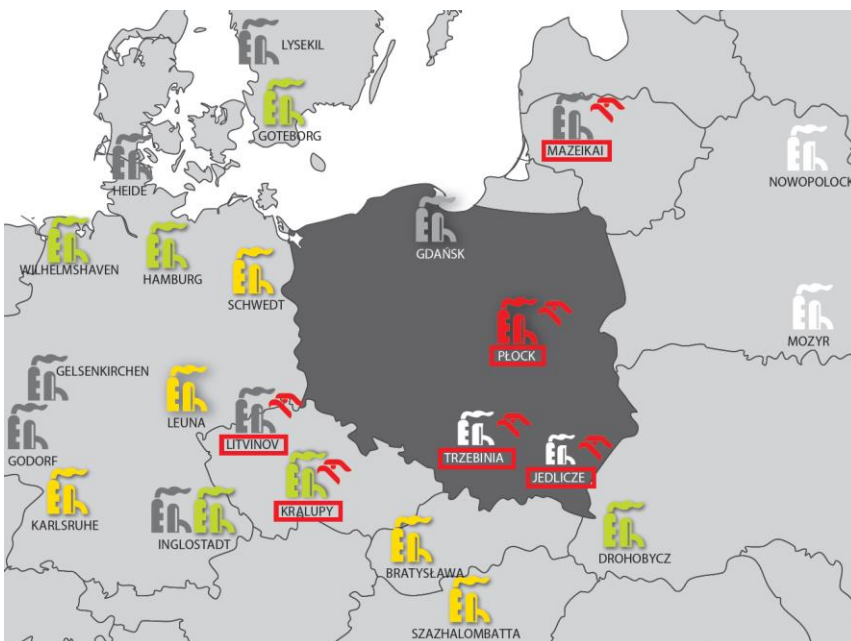 LYSEKIL
GOTEBORG
MAZEIKAI
HEIDE
NOWOPOLOCK
GDAŃSK
WILHELMSHAVEN
HAMBURG
SCHWEDT
MOZYR
PŁOCK
GELSENKIRCHEN
LEUNA
LITVINOV
GODORF
TRZEBINIA
JEDLICZE
KRALUPY
KARLSRUHE
INGLOSTADT
DROHOBYCZ
BRATYSŁAWA
SZAZHALOMBATTA